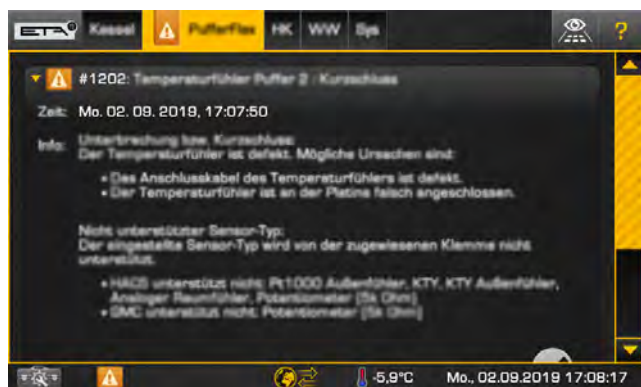 ETA Kessel PufferFlex HK WW Sys ?
#1202: Temperaturfühler Puffer 2 : Kurzschluss
Zeit: Mo. 02. 09. 2019, 17:07:50
Info: Unterbrechung bzw. Kurzschluss:
Der Temperaturfühler ist defekt. Mögliche Ursachen sind:
• Das Anschlusskabel des Temperaturfühlers ist defekt.
• Der Temperaturfühler ist an der Platine falsch angeschlossen.
Nicht unterstützter Sensor-Typ:
Der eingestellte Sensor-Typ wird von der zugewiesenen Klemme nicht
unterstützt.
• unterstützt nicht: Pt1000 Außenfühler, KTY, KTY Außenfühler,
Analoger Raumfühler, Potentiometer (5k Ohm)
• unterstützt nicht: Potentiometer (5k Ohm)
-5,9°C Mo., 02.09.2019 17:08:17